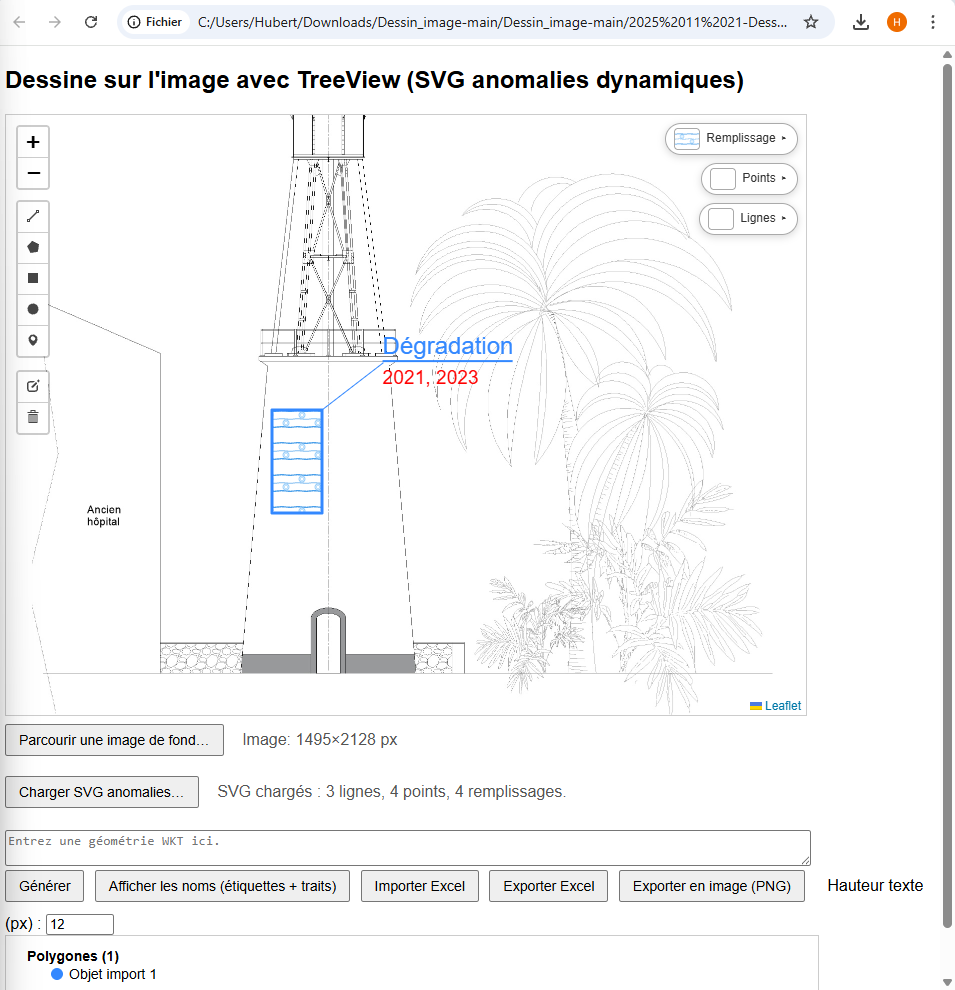 Fichier
C:/Users/Hubert/Downloads/Dessin_image-main/Dessin_image-main/2025%2011%2021-Dess...
H
Dessine sur l'image avec TreeView (SVG anomalies dynamiques)
+
−
Remplissage
Points
Lignes
Dégradation
2021, 2023
Ancien
hôpital
Leaflet
Parcourir une image de fond…
Image: 1495×2128 px
Charger SVG anomalies…
SVG chargés : 3 lignes, 4 points, 4 remplissages.
Entrez une géométrie WKT ici.
Générer
Afficher les noms (étiquettes + traits)
Importer Excel
Exporter Excel
Exporter en image (PNG)
Hauteur texte
(px) : 12
Polygones (1)
Objet import 1